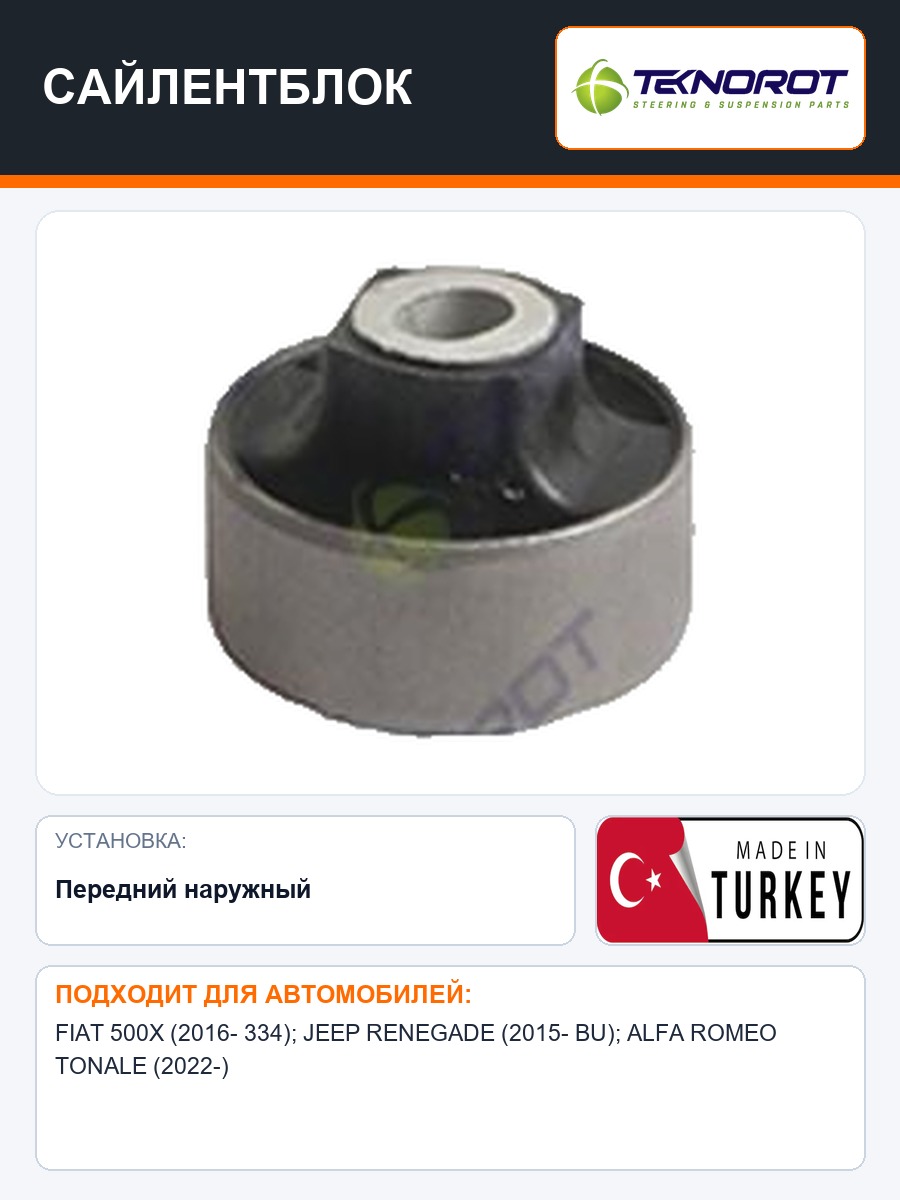 САЙЛЕНТБЛОК
TEKNOROT
STEERING & SUSPENSION PARTS
ROT
УСТАНОВКА:
Передний наружный
MADE IN
TURKEY
ПОДХОДИТ ДЛЯ АВТОМОБИЛЕЙ:
FIAT 500X (2016- 334); JEEP RENEGADE (2015- BU); ALFA ROMEO
TONALE (2022-)